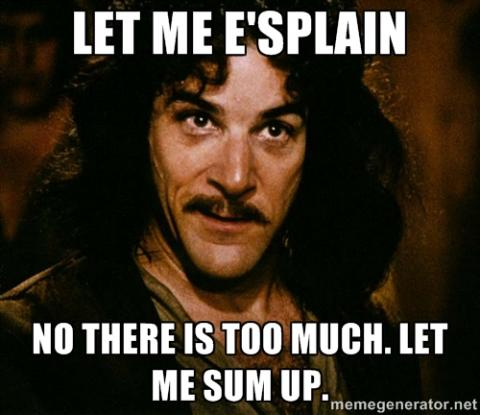 LET ME E'SPLAIN
NO THERE IS TOO MUCH. LET
ME SUM UP.
memegenerator.net